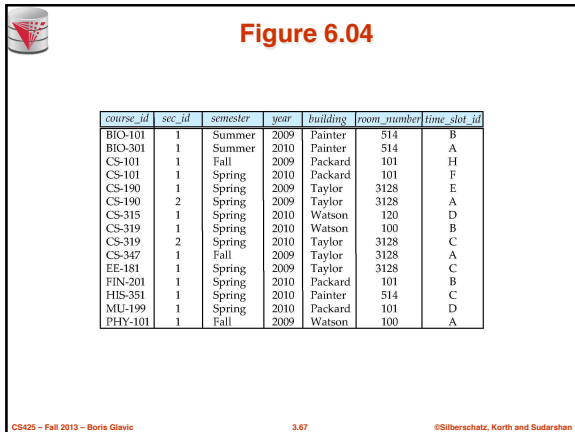 Figure 6.04
course_id sec_id semester year building room_number time_slot_id
BIO-101 1 Summer 2009 Painter 514 B
BIO-301 1 Summer 2010 Painter 514 A
CS-101 1 Fall 2009 Packard 101 H
CS-101 1 Spring 2010 Packard 101 F
CS-190 1 Spring 2009 Taylor 3128 E
CS-190 2 Spring 2009 Taylor 3128 A
CS-315 1 Spring 2010 Watson 120 D
CS-319 1 Spring 2010 Watson 100 B
CS-319 2 Spring 2010 Taylor 3128 C
CS-347 1 Fall 2009 Taylor 3128 A
EE-181 1 Spring 2009 Taylor 3128 C
FIN-201 1 Spring 2010 Packard 101 B
HIS-351 1 Spring 2010 Painter 514 C
MU-199 1 Spring 2010 Packard 101 D
PHY-101 1 Fall 2009 Watson 100 A
CS425 – Fall 2013 – Boris Glavic 3.67 ©Silberschatz, Korth and Sudarshan